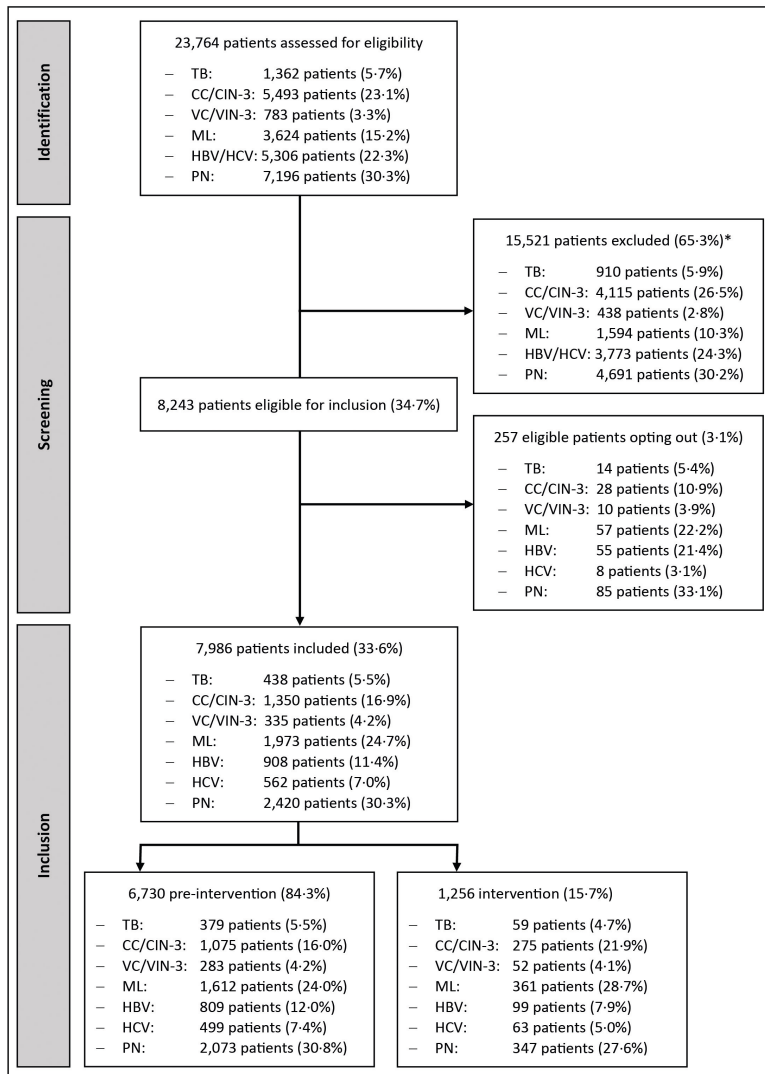 Identification
23,764 patients assessed for eligibility
– TB: 1,362 patients (5·7%)
– CC/CIN-3: 5,493 patients (23·1%)
– VC/VIN-3: 783 patients (3·3%)
– ML: 3,624 patients (15·2%)
– HBV/HCV: 5,306 patients (22·3%)
– PN: 7,196 patients (30·3%)
Screening
15,521 patients excluded (65·3%)*
– TB: 910 patients (5·9%)
– CC/CIN-3: 4,115 patients (26·5%)
– VC/VIN-3: 438 patients (2·8%)
– ML: 1,594 patients (10·3%)
– HBV/HCV: 3,773 patients (24·3%)
– PN: 4,691 patients (30·2%)
8,243 patients eligible for inclusion (34·7%)
257 eligible patients opting out (3·1%)
– TB: 14 patients (5·4%)
– CC/CIN-3: 28 patients (10·9%)
– VC/VIN-3: 10 patients (3·9%)
– ML: 57 patients (22·2%)
– HBV: 55 patients (21·4%)
– HCV: 8 patients (3·1%)
– PN: 85 patients (33·1%)
Inclusion
7,986 patients included (33·6%)
– TB: 438 patients (5·5%)
– CC/CIN-3: 1,350 patients (16·9%)
– VC/VIN-3: 335 patients (4·2%)
– ML: 1,973 patients (24·7%)
– HBV: 908 patients (11·4%)
– HCV: 562 patients (7·0%)
– PN: 2,420 patients (30·3%)
6,730 pre-intervention (84·3%)
– TB: 379 patients (5·5%)
– CC/CIN-3: 1,075 patients (16·0%)
– VC/VIN-3: 283 patients (4·2%)
– ML: 1,612 patients (24·0%)
– HBV: 809 patients (12·0%)
– HCV: 499 patients (7·4%)
– PN: 2,073 patients (30·8%)
1,256 intervention (15·7%)
– TB: 59 patients (4·7%)
– CC/CIN-3: 275 patients (21·9%)
– VC/VIN-3: 52 patients (4·1%)
– ML: 361 patients (28·7%)
– HBV: 99 patients (7·9%)
– HCV: 63 patients (5·0%)
– PN: 347 patients (27·6%)